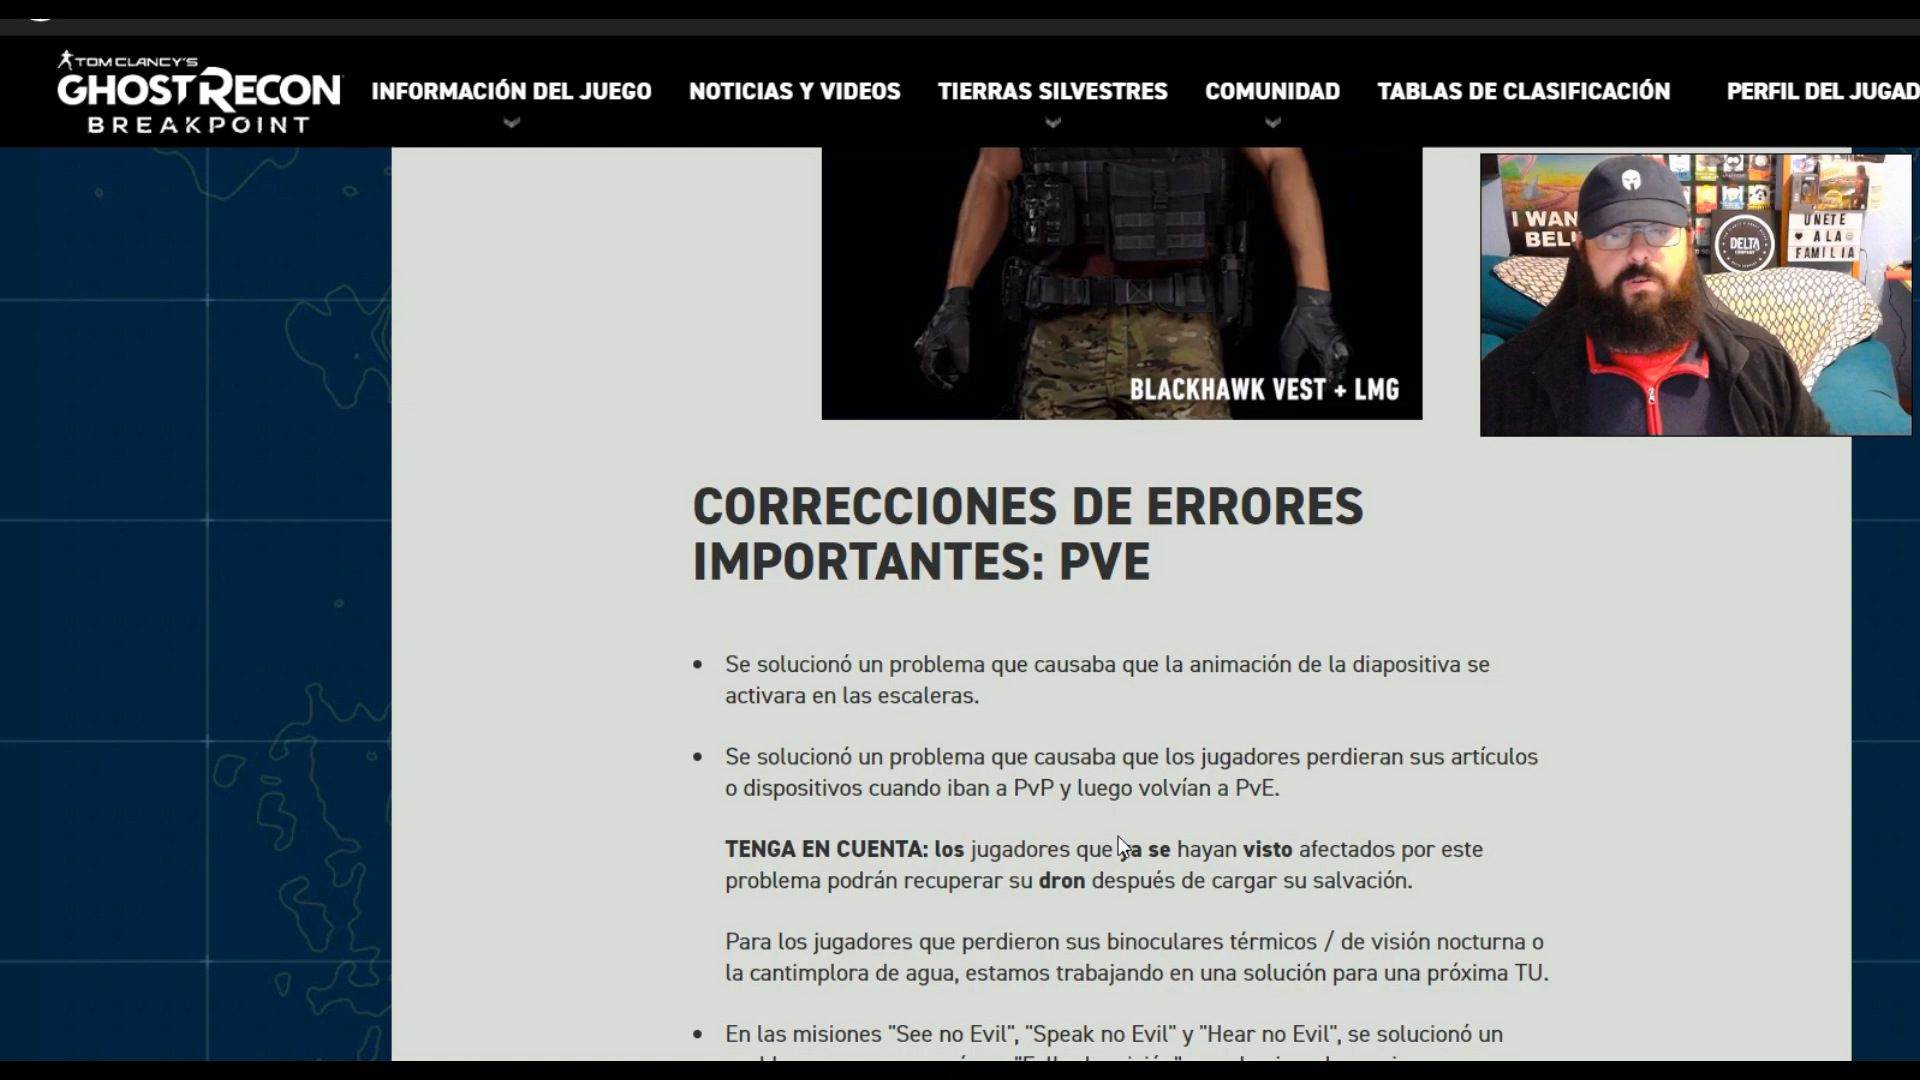 TOM CLANCY'S
GHOST RECON
BREAKPOINT
INFORMACIÓN DEL JUEGO
NOTICIAS Y VIDEOS
TIERRAS SILVESTRES
COMUNIDAD
TABLAS DE CLASIFICACIÓN
PERFIL DEL JUGAD
I WAN
BELI
DELTA
COMPANY
UNETE
A LA
FAMILIA
BLACKHAWK VEST + LMG
CORRECCIONES DE ERRORES
IMPORTANTES: PVE
Se solucionó un problema que causaba que la animación de la diapositiva se
activara en las escaleras.
Se solucionó un problema que causaba que los jugadores perdieran sus artículos
o dispositivos cuando iban a PvP y luego volvían a PvE.
TENGA EN CUENTA: los jugadores que ya se hayan visto afectados por este
problema podrán recuperar su dron después de cargar su salvación.
Para los jugadores que perdieron sus binoculares térmicos / de visión nocturna o
la cantimplora de agua, estamos trabajando en una solución para una próxima TU.
En las misiones "See no Evil", "Speak no Evil" y "Hear no Evil", se solucionó un